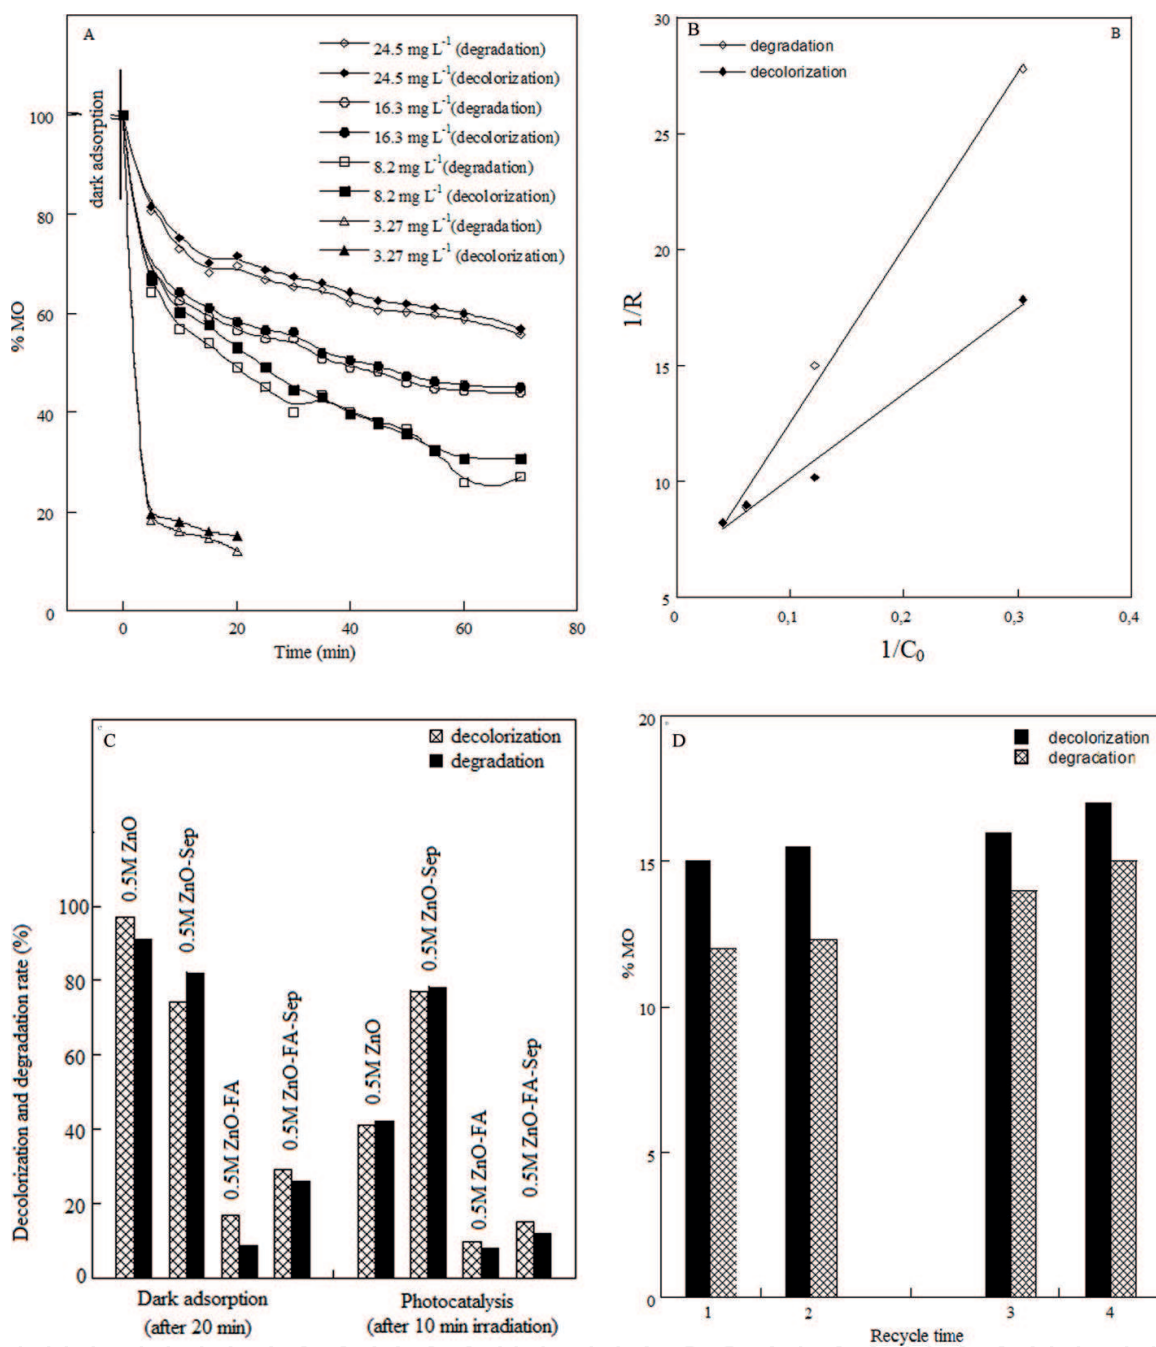 A
24.5 mg L-1 (degradation)
24.5 mg L-1 (decolorization)
16.3 mg L-1(degradation)
16.3 mg L-1(decolorization)
8.2 mg L-1(degradation)
8.2 mg L-1 (decolorization)
3.27 mg L-1(degradation)
3.27 mg L-1 (decolorization)
dark adsorption
% MO
100
80
60
40
20
0
0 20 40 60 80
Time (min)
B
B
degradation
decolorization
1/R
30
25
20
15
10
5
0 0,1 0,2 0,3 0,4
1/C0
C
decolorization
degradation
Decolorization and degradation rate (%)
100
80
60
40
20
0
0.5M ZnO
0.5M ZnO-Sep
0.5M ZnO-FA
0.5M ZnO-FA-Sep
0.5M ZnO
0.5M ZnO-Sep
0.5M ZnO-FA
0.5M ZnO-FA-Sep
Dark adsorption
(after 20 min)
Photocatalysis
(after 10 min irradiation)
D
decolorization
degradation
% MO
20
15
10
5
0
1 2 3 4
Recycle time